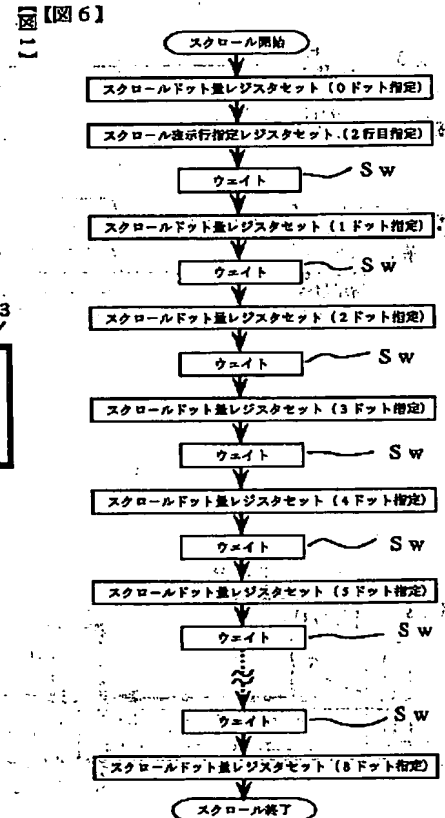 【図6】
【図1】
スクロール開始
スクロールドット量レジスタセット(0ドット指定)
スクロール表示行指定レジスタセット(2行目指定)
ウェイト Sw
スクロールドット量レジスタセット(1ドット指定)
ウェイト Sw
スクロールドット量レジスタセット(2ドット指定)
3
ウェイト Sw
スクロールドット量レジスタセット(3ドット指定)
ウェイト Sw
スクロールドット量レジスタセット(4ドット指定)
ウェイト Sw
スクロールドット量レジスタセット(5ドット指定)
ウェイト Sw
ウェイト Sw
スクロールドット量レジスタセット(8ドット指定)
スクロール終了